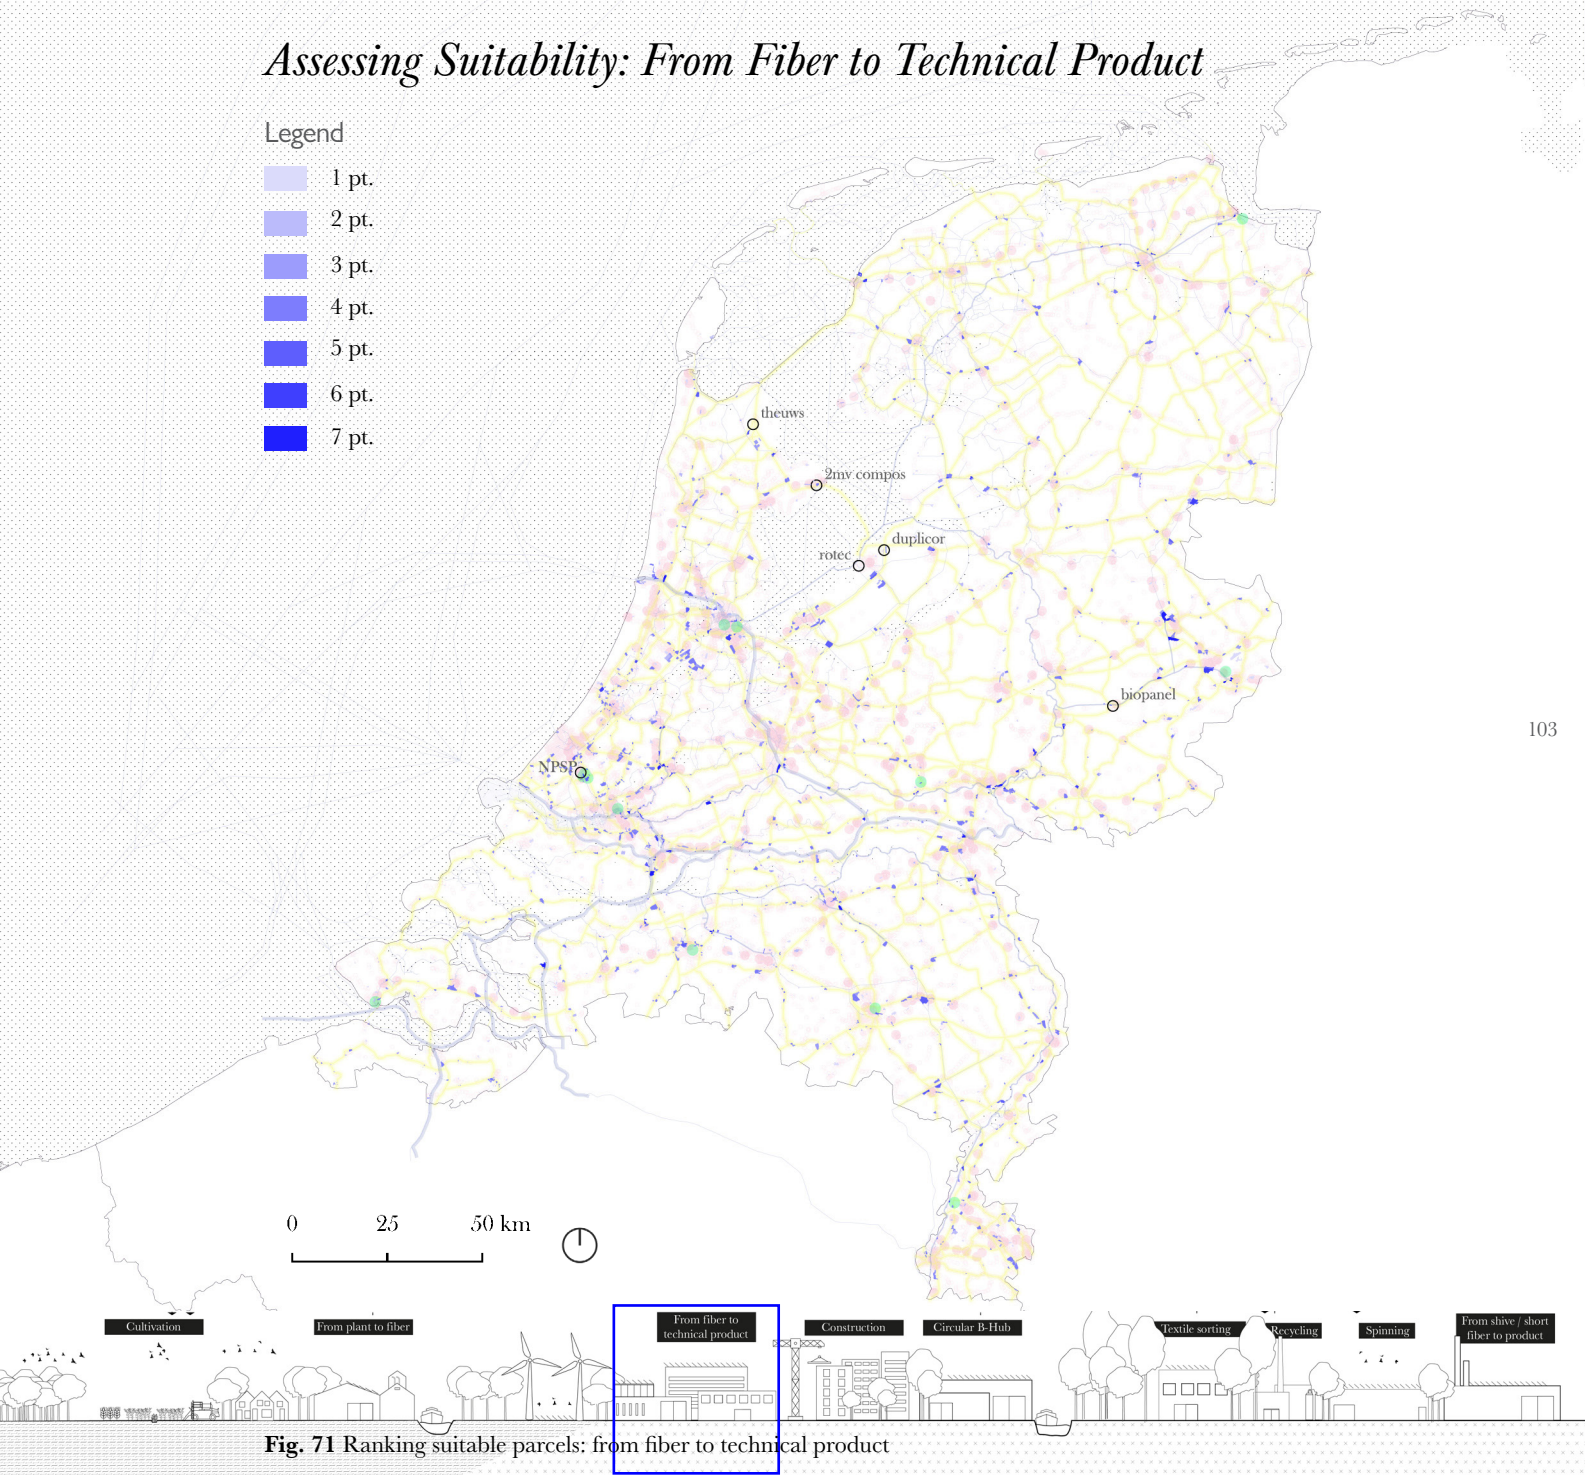 Assessing Suitability: From Fiber to Technical Product
Legend
1 pt.
2 pt.
3 pt.
4 pt.
5 pt.
6 pt.
7 pt.
theuws
2mv compos
duplicor
rotec
biopanel
103
NPSP
0 25 50 km
Cultivation
From plant to fiber
From fiber to
technical product
Construction
Circular B-Hub
Textile sorting
Recycling
Spinning
From shive / short
fiber to product
Fig. 71 Ranking suitable parcels: from fiber to technical product